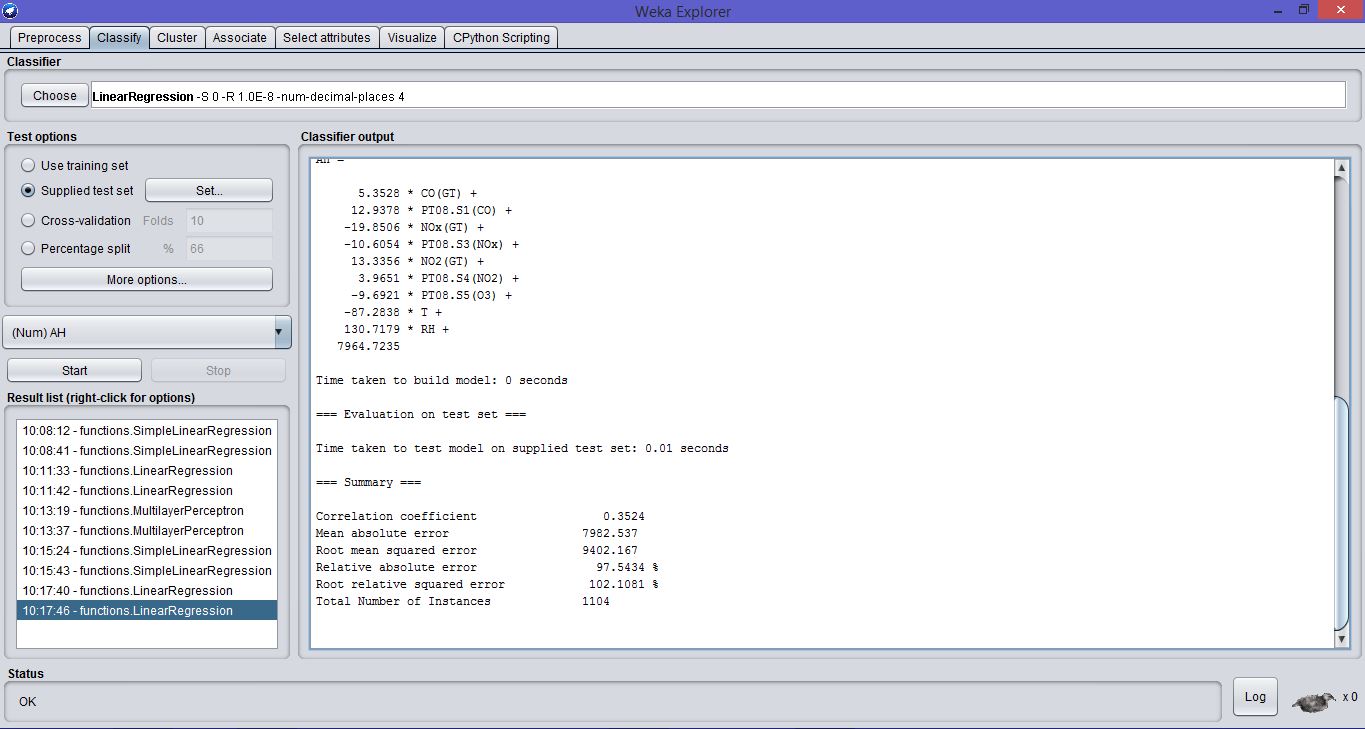 Weka Explorer
Preprocess Classify Cluster Associate Select attributes Visualize CPython Scripting
Classifier
Choose LinearRegression -S 0 -R 1.0E-8 -num-decimal-places 4
Test options
Use training set
Supplied test set Set...
Cross-validation Folds 10
Percentage split % 66
More options...
(Num) AH
Start Stop
Result list (right-click for options)
10:08:12 - functions.SimpleLinearRegression
10:08:41 - functions.SimpleLinearRegression
10:11:33 - functions.LinearRegression
10:11:42 - functions.LinearRegression
10:13:19 - functions.MultilayerPerceptron
10:13:37 - functions.MultilayerPerceptron
10:15:24 - functions.SimpleLinearRegression
10:15:43 - functions.SimpleLinearRegression
10:17:40 - functions.LinearRegression
10:17:46 - functions.LinearRegression
Classifier output
AH =
5.3528 * CO(GT) +
12.9378 * PT08.S1(CO) +
-19.8506 * NOx(GT) +
-10.6054 * PT08.S3(NOx) +
13.3356 * NO2(GT) +
3.9651 * PT08.S4(NO2) +
-9.6921 * PT08.S5(O3) +
-87.2838 * T +
130.7179 * RH +
7964.7235
Time taken to build model: 0 seconds
=== Evaluation on test set ===
Time taken to test model on supplied test set: 0.01 seconds
=== Summary ===
Correlation coefficient 0.3524
Mean absolute error 7982.537
Root mean squared error 9402.167
Relative absolute error 97.5434 %
Root relative squared error 102.1081 %
Total Number of Instances 1104
Status
OK
Log
x 0